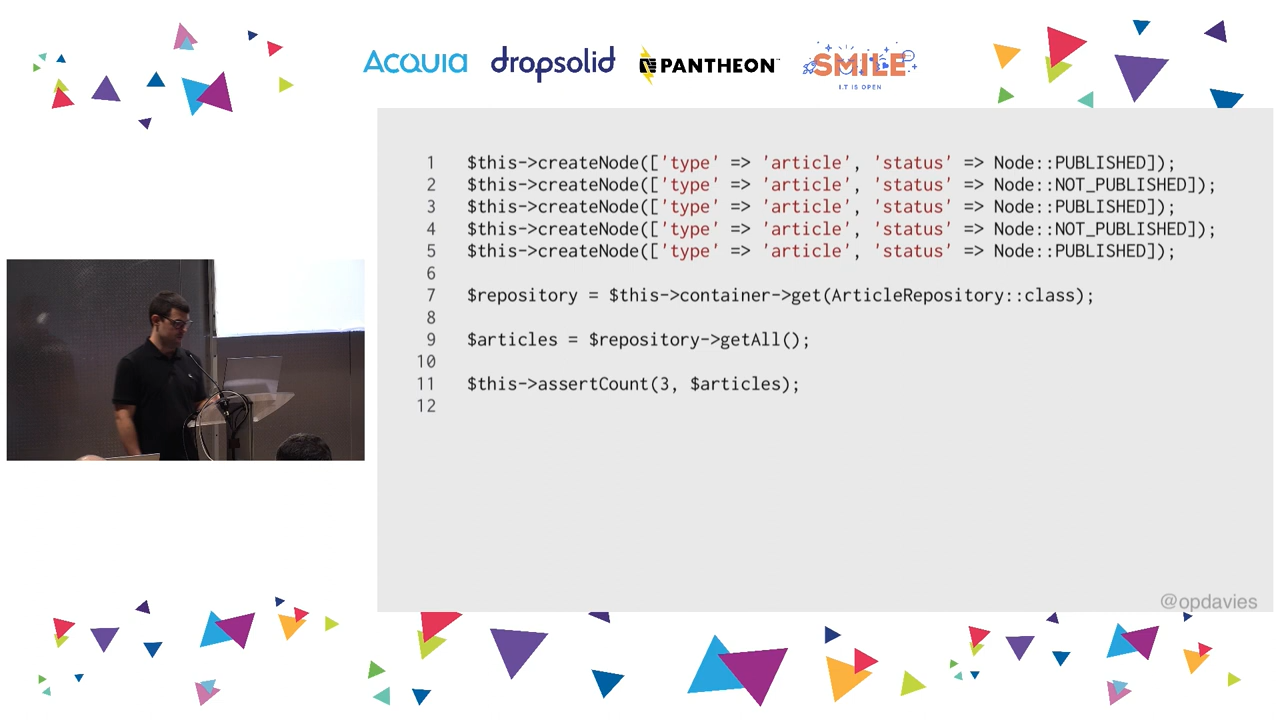 ACQUIA dropsolid PANTHEON SMILE
I.T IS OPEN
1 $this->createNode(['type' => 'article', 'status' => Node::PUBLISHED]);
2 $this->createNode(['type' => 'article', 'status' => Node::NOT_PUBLISHED]);
3 $this->createNode(['type' => 'article', 'status' => Node::PUBLISHED]);
4 $this->createNode(['type' => 'article', 'status' => Node::NOT_PUBLISHED]);
5 $this->createNode(['type' => 'article', 'status' => Node::PUBLISHED]);
6
7 $repository = $this->container->get(ArticleRepository::class);
8
9 $articles = $repository->getAll();
10
11 $this->assertCount(3, $articles);
12
@opdavies